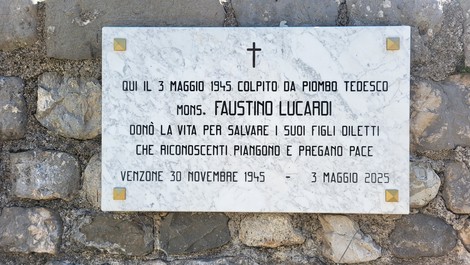 QUI IL 3 MAGGIO 1945 COLPITO DA PIOMBO TEDESCO
MONS. FAUSTINO LUCARDI
DONÒ LA VITA PER SALVARE I SUOI FIGLI DILETTI
CHE RICONOSCENTI PIANGONO E PREGANO PACE
VENZONE 30 NOVEMBRE 1945 - 3 MAGGIO 2025